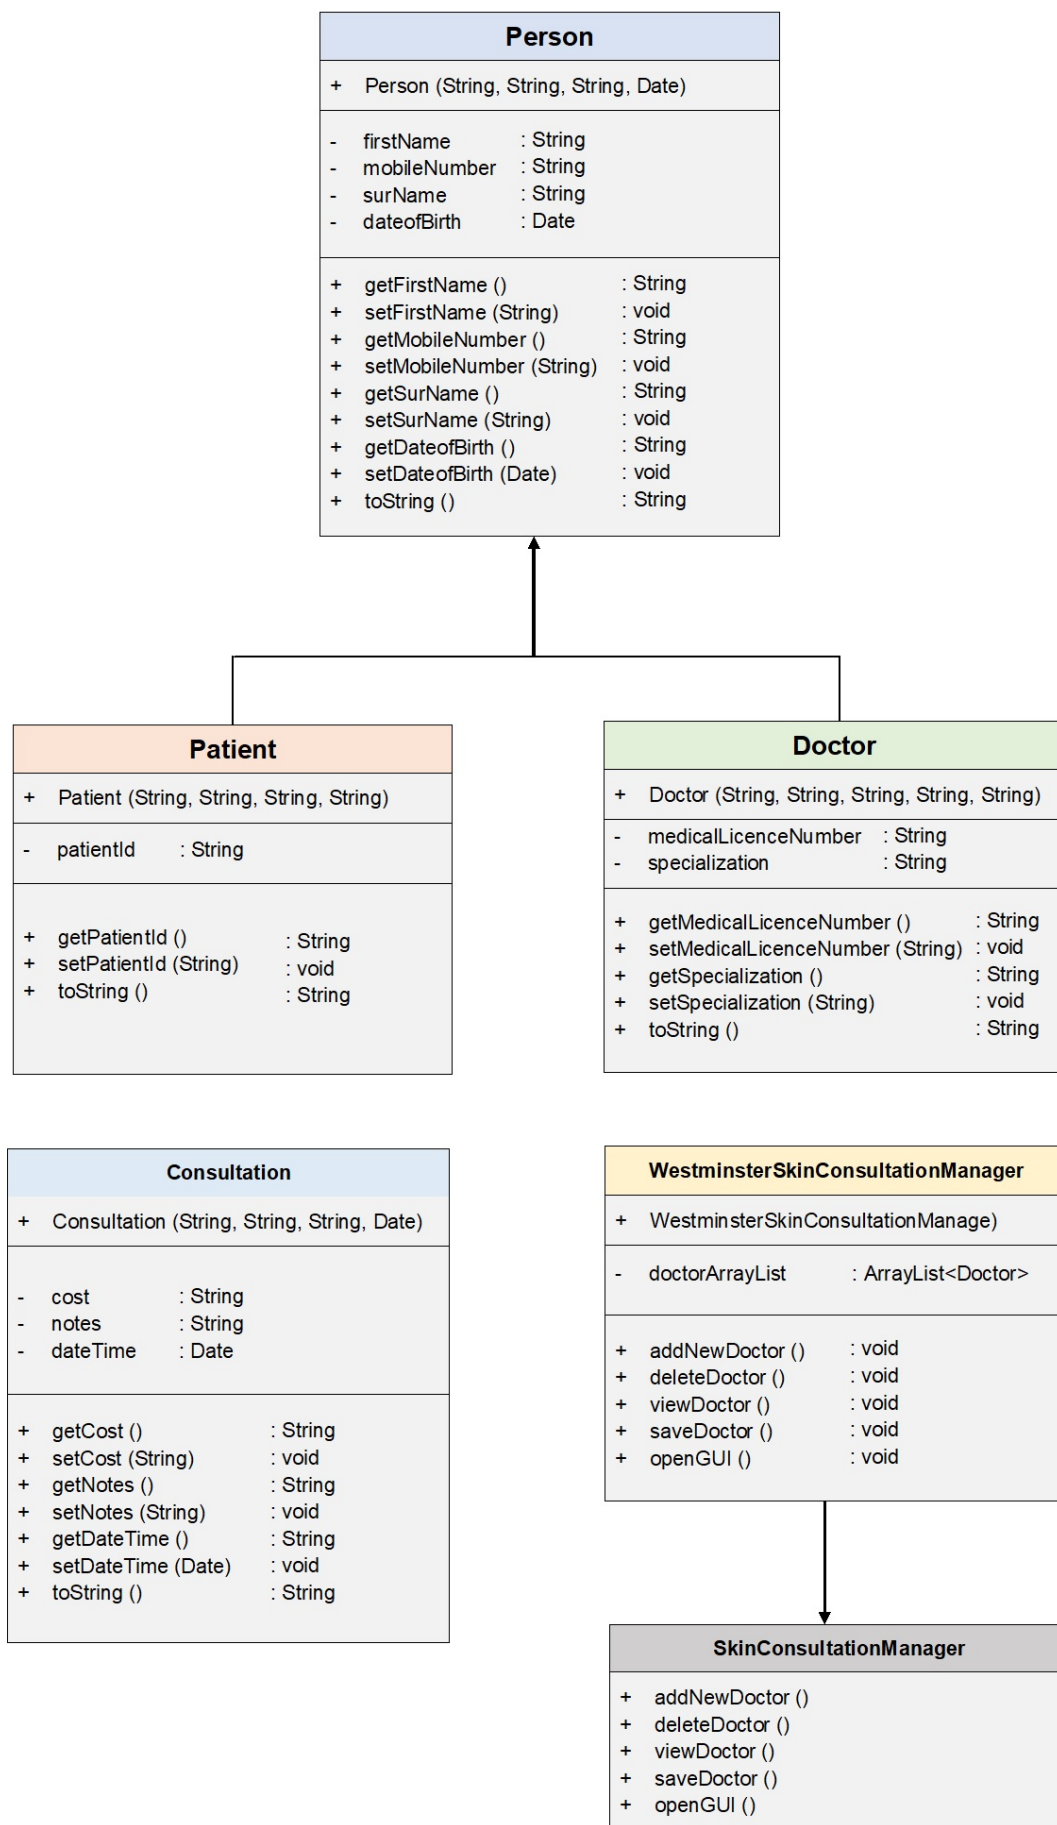 Person
+ Person (String, String, String, Date)
- firstName : String
- mobileNumber : String
- surName : String
- dateofBirth : Date
+ getFirstName () : String
+ setFirstName (String) : void
+ getMobileNumber () : String
+ setMobileNumber (String) : void
+ getSurName () : String
+ setSurName (String) : void
+ getDateofBirth () : String
+ setDateofBirth (Date) : void
+ toString () : String
Patient
+ Patient (String, String, String, String)
- patientId : String
+ getPatientId () : String
+ setPatientId (String) : void
+ toString () : String
Doctor
+ Doctor (String, String, String, String, String)
- medicalLicenceNumber : String
- specialization : String
+ getMedicalLicenceNumber () : String
+ setMedicalLicenceNumber (String) : void
+ getSpecialization () : String
+ setSpecialization (String) : void
+ toString () : String
Consultation
+ Consultation (String, String, String, Date)
- cost : String
- notes : String
- dateTime : Date
+ getCost () : String
+ setCost (String) : void
+ getNotes () : String
+ setNotes (String) : void
+ getDateTime () : String
+ setDateTime (Date) : void
+ toString () : String
WestminsterSkinConsultationManager
+ WestminsterSkinConsultationManage)
- doctorArrayList : ArrayList<Doctor>
+ addNewDoctor () : void
+ deleteDoctor () : void
+ viewDoctor () : void
+ saveDoctor () : void
+ openGUI () : void
SkinConsultationManager
+ addNewDoctor ()
+ deleteDoctor ()
+ viewDoctor ()
+ saveDoctor ()
+ openGUI ()